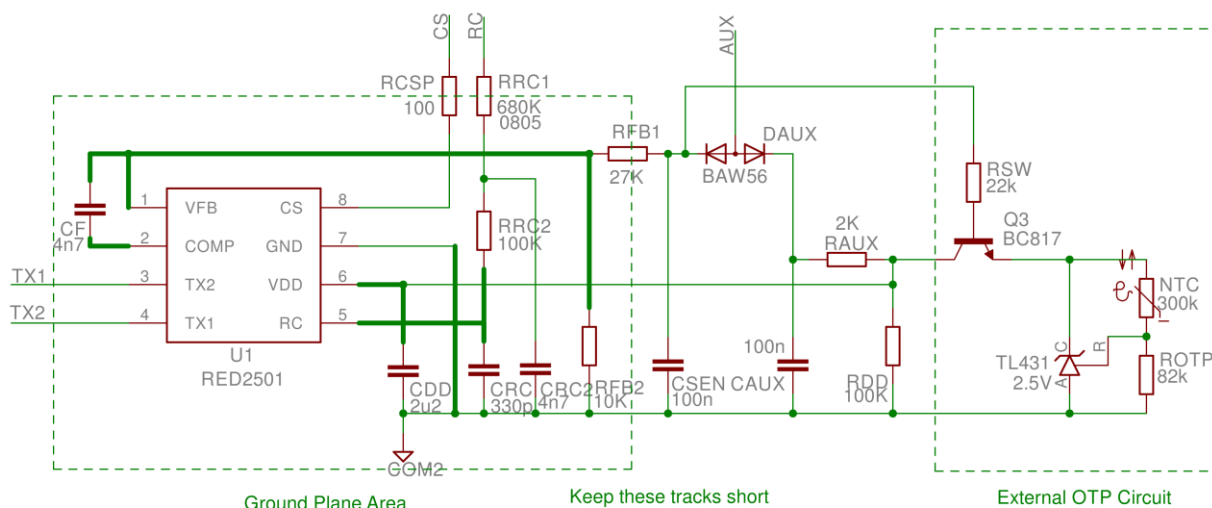 CS
RC
AUX
RCSP
100
RRC1
680K
0805
RFB1
27K
DAUX
BAW56
RSW
22k
Q3
BC817
1
VFB
CS
8
CF
4n7
2
COMP
GND
7
RRC2
100K
2K
RAUX
TX1
3
TX2
VDD
6
TX2
4
TX1
RC
5
U1
RED2501
NTC
300k
CDD
2u2
CRC
330p
CRC2
4n7
RFB2
10K
CSEN
100n
100n
CAUX
RDD
100K
TL431
2.5V
C
A
R
ROTP
82k
COM2
Ground Plane Area
Keep these tracks short
External OTP Circuit